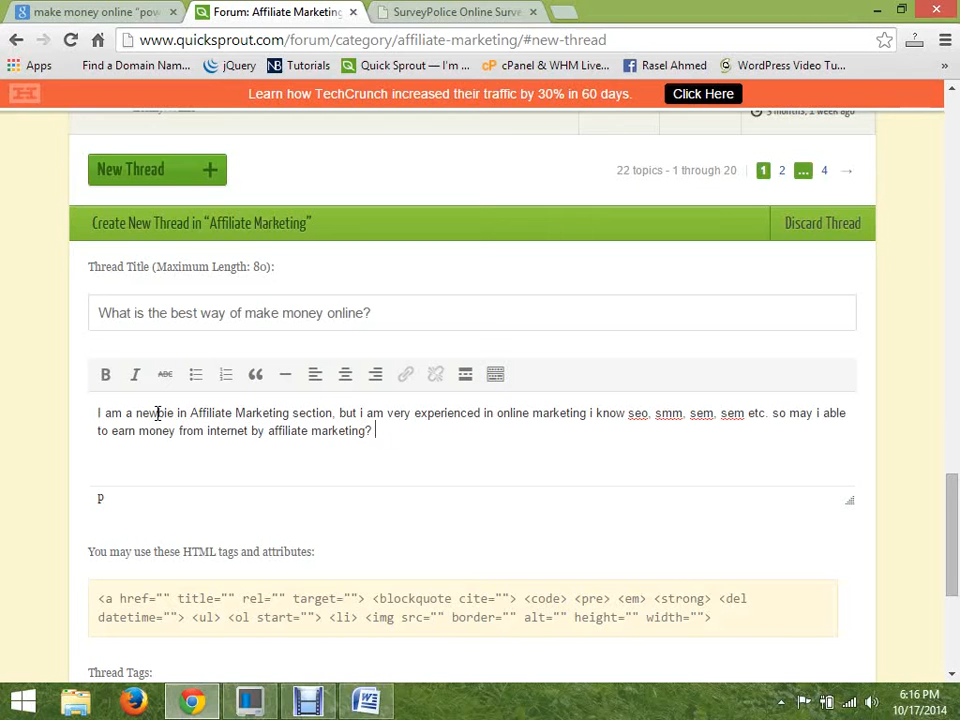 make money online "pow
Forum: Affiliate Marketing
SurveyPolice Online Surve
www.quicksprout.com/forum/category/affiliate-marketing/#new-thread
Apps
Find a Domain Nam...
jQuery
Tutorials
Quick Sprout — I'm ...
cPanel & WHM Live...
Rasel Ahmed
WordPress Video Tu...
»
Learn how TechCrunch increased their traffic by 30% in 60 days.
Click Here
3 months, 1 week ago
New Thread +
22 topics - 1 through 20 1 2 ... 4 →
Create New Thread in "Affiliate Marketing"
Discard Thread
Thread Title (Maximum Length: 80):
What is the best way of make money online?
B I ABC
I am a newbie in Affiliate Marketing section, but i am very experienced in online marketing i know seo, smm, sem, sem etc. so may i able
to earn money from internet by affiliate marketing?
p
You may use these HTML tags and attributes:
<a href="" title="" rel="" target=""> <blockquote cite=""> <code> <pre> <em> <strong> <del
datetime=""> <ul> <ol start=""> <li> <img src="" border="" alt="" height="" width="">
Thread Tags:
6:16 PM
10/17/2014